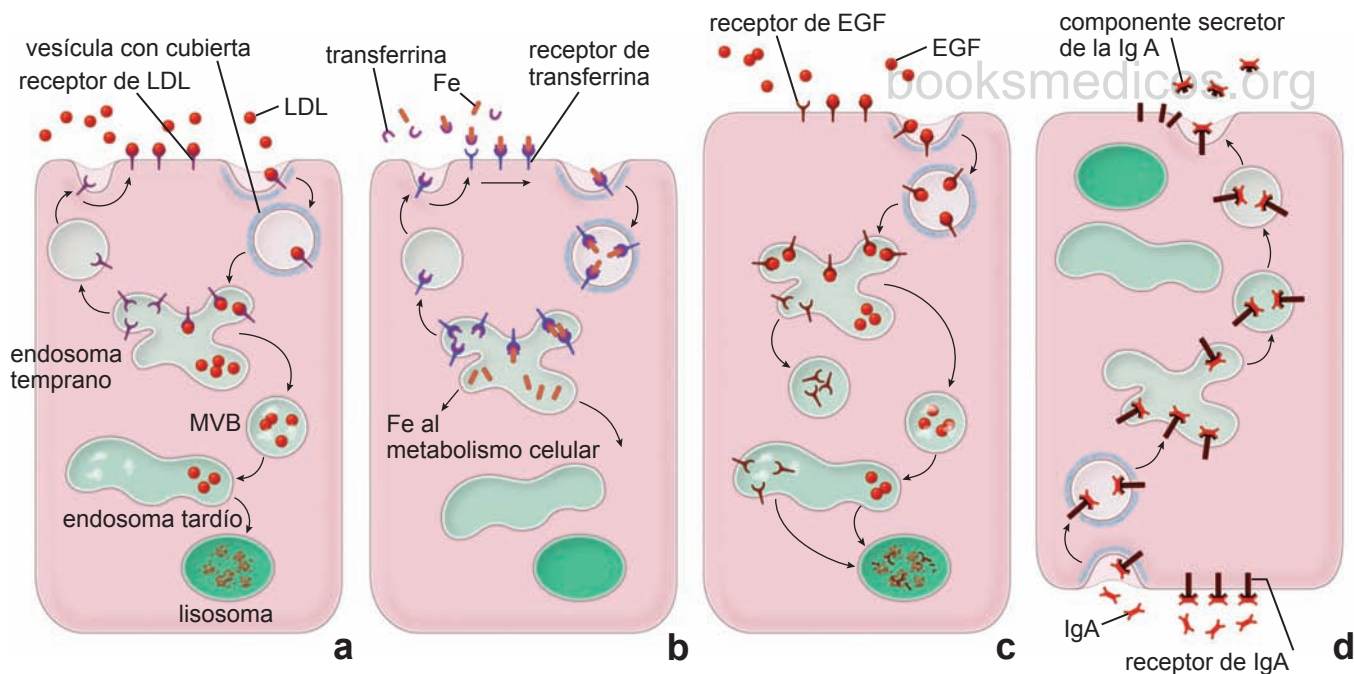 vesícula con cubierta
receptor de LDL
LDL
endosoma
temprano
MVB
endosoma tardío
lisosoma
a
transferrina
Fe
receptor de
transferrina
Fe al
metabolismo celular
b
receptor de EGF
EGF
c
componente secretor
de la Ig A
booksmedicos.org
IgA
receptor de IgA
d